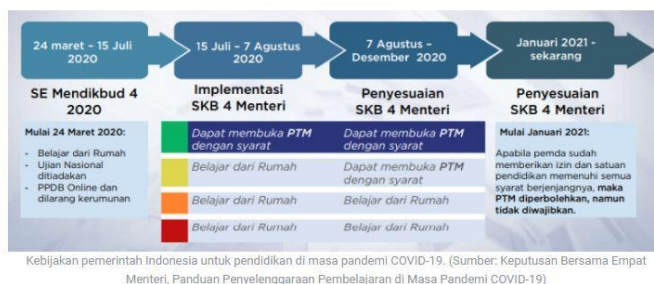 24 maret – 15 Juli
2020
15 Juli – 7 Agustus
2020
7 Agustus –
Desember 2020
Januari 2021 -
sekarang
SE Mendikbud 4
2020
Implementasi
SKB 4 Menteri
Penyesuaian
SKB 4 Menteri
Penyesuaian
SKB 4 Menteri
Mulai 24 Maret 2020:
- Belajar dari Rumah
- Ujian Nasional
ditiadakan
- PPDB Online dan
dilarang kerumunan
Dapat membuka PTM
dengan syarat
Dapat membuka PTM
dengan syarat
Belajar dari Rumah
Dapat membuka PTM
dengan syarat
Belajar dari Rumah
Belajar dari Rumah
Belajar dari Rumah
Belajar dari Rumah
Mulai Januari 2021:
Apabila pemda sudah
memberikan izin dan satuan
pendidikan memenuhi semua
syarat berjenjangnya, maka
PTM diperbolehkan, namun
tidak diwajibkan.
Kebijakan pemerintah Indonesia untuk pendidikan di masa pandemi COVID-19. (Sumber: Keputusan Bersama Empat
Menteri, Panduan Penyelenggaraan Pembelajaran di Masa Pandemi COVID-19)